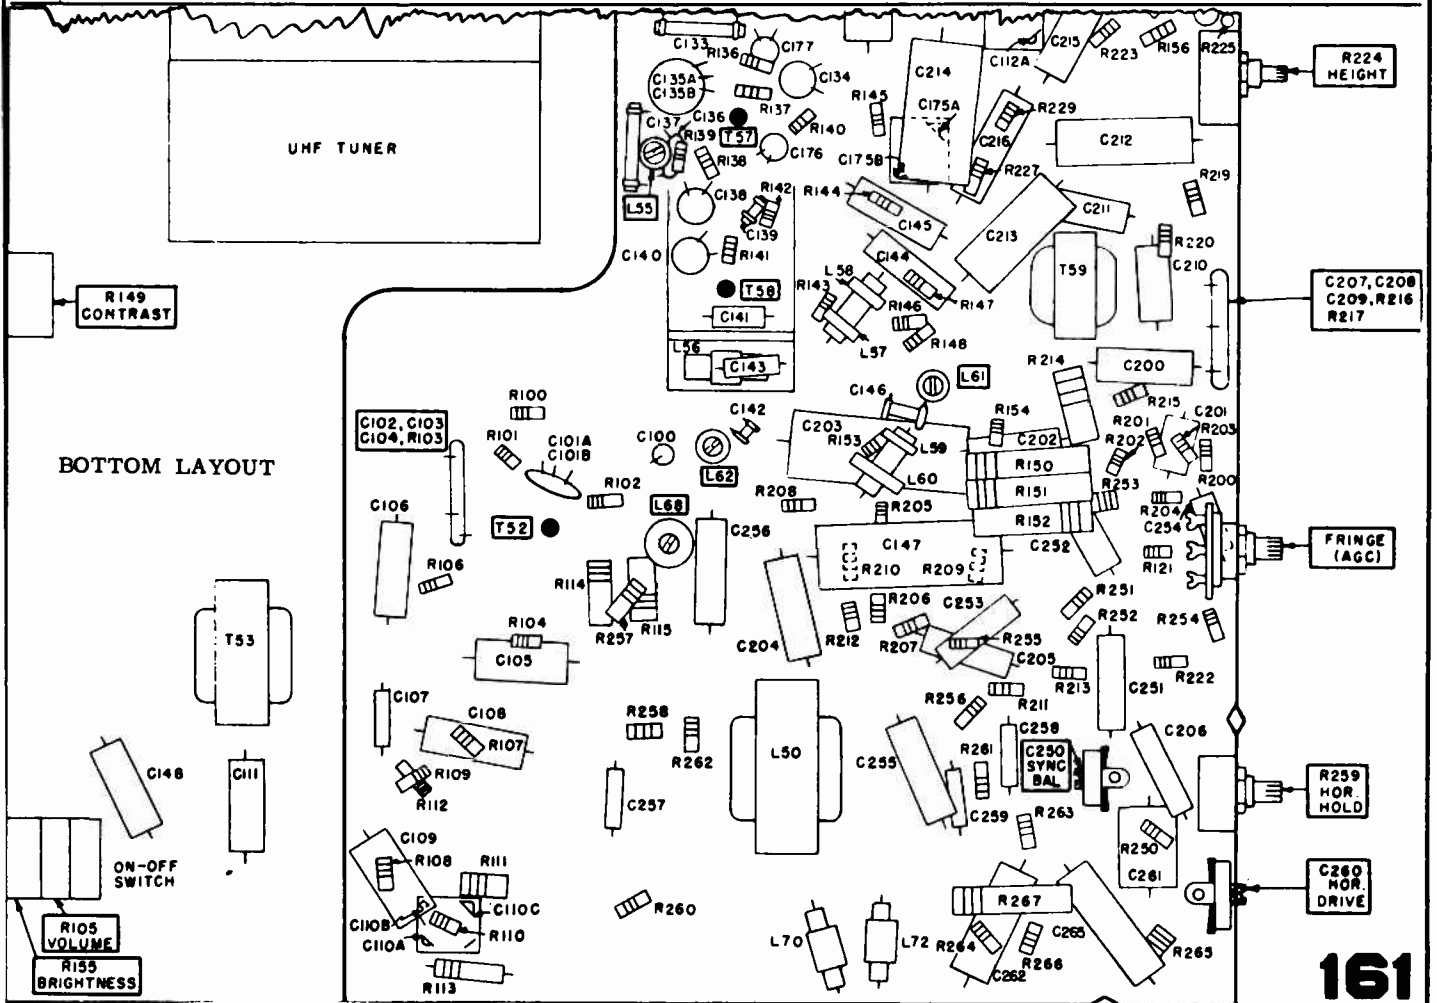 C133
R136
C177
C135A
C135B
C134
R137
C214
C112A
C215
R223
R156
R225
R224
HEIGHT
UHF TUNER
C137
C136
T57
R139
R138
R140
C176
R145
C175A
C175B
R229
C216
R227
C212
R219
L55
C138
R142
C139
R144
C145
C213
C211
C140
R141
T58
C141
L58
R143
C144
R146
R147
R148
L57
T59
R220
C210
C207, C208
C209, R216
R217
R149
CONTRAST
L56
C143
L61
R214
C200
R215
C102, C103
C104, R103
R100
R101
C101A
C101B
C100
C142
L62
C146
C203
R153
L59
L60
R154
C202
R150
R151
R152
R253
R202
R201
C201
R203
R200
BOTTOM LAYOUT
C106
R102
T52
L68
C256
R208
R205
C147
R210
R209
C252
R204
C254
R121
FRINGE
(AGC)
R106
R114
R257
R115
R104
C105
C204
R212
R206
R207
C253
R255
C205
R251
R252
R254
T53
R213
C251
R222
C107
C108
R107
R258
R262
L50
R256
R211
C258
C250
SYNC
BAL
C206
C255
R261
C148
C111
R109
R112
C257
C259
R263
R250
C261
R259
HOR.
HOLD
ON-OFF
SWITCH
C109
R108
R111
C110B
C110C
C110A
R110
R260
R267
C265
C260
HOR.
DRIVE
R105
VOLUME
R155
BRIGHTNESS
R113
L70
L72
R264
C262
R266
R265
161